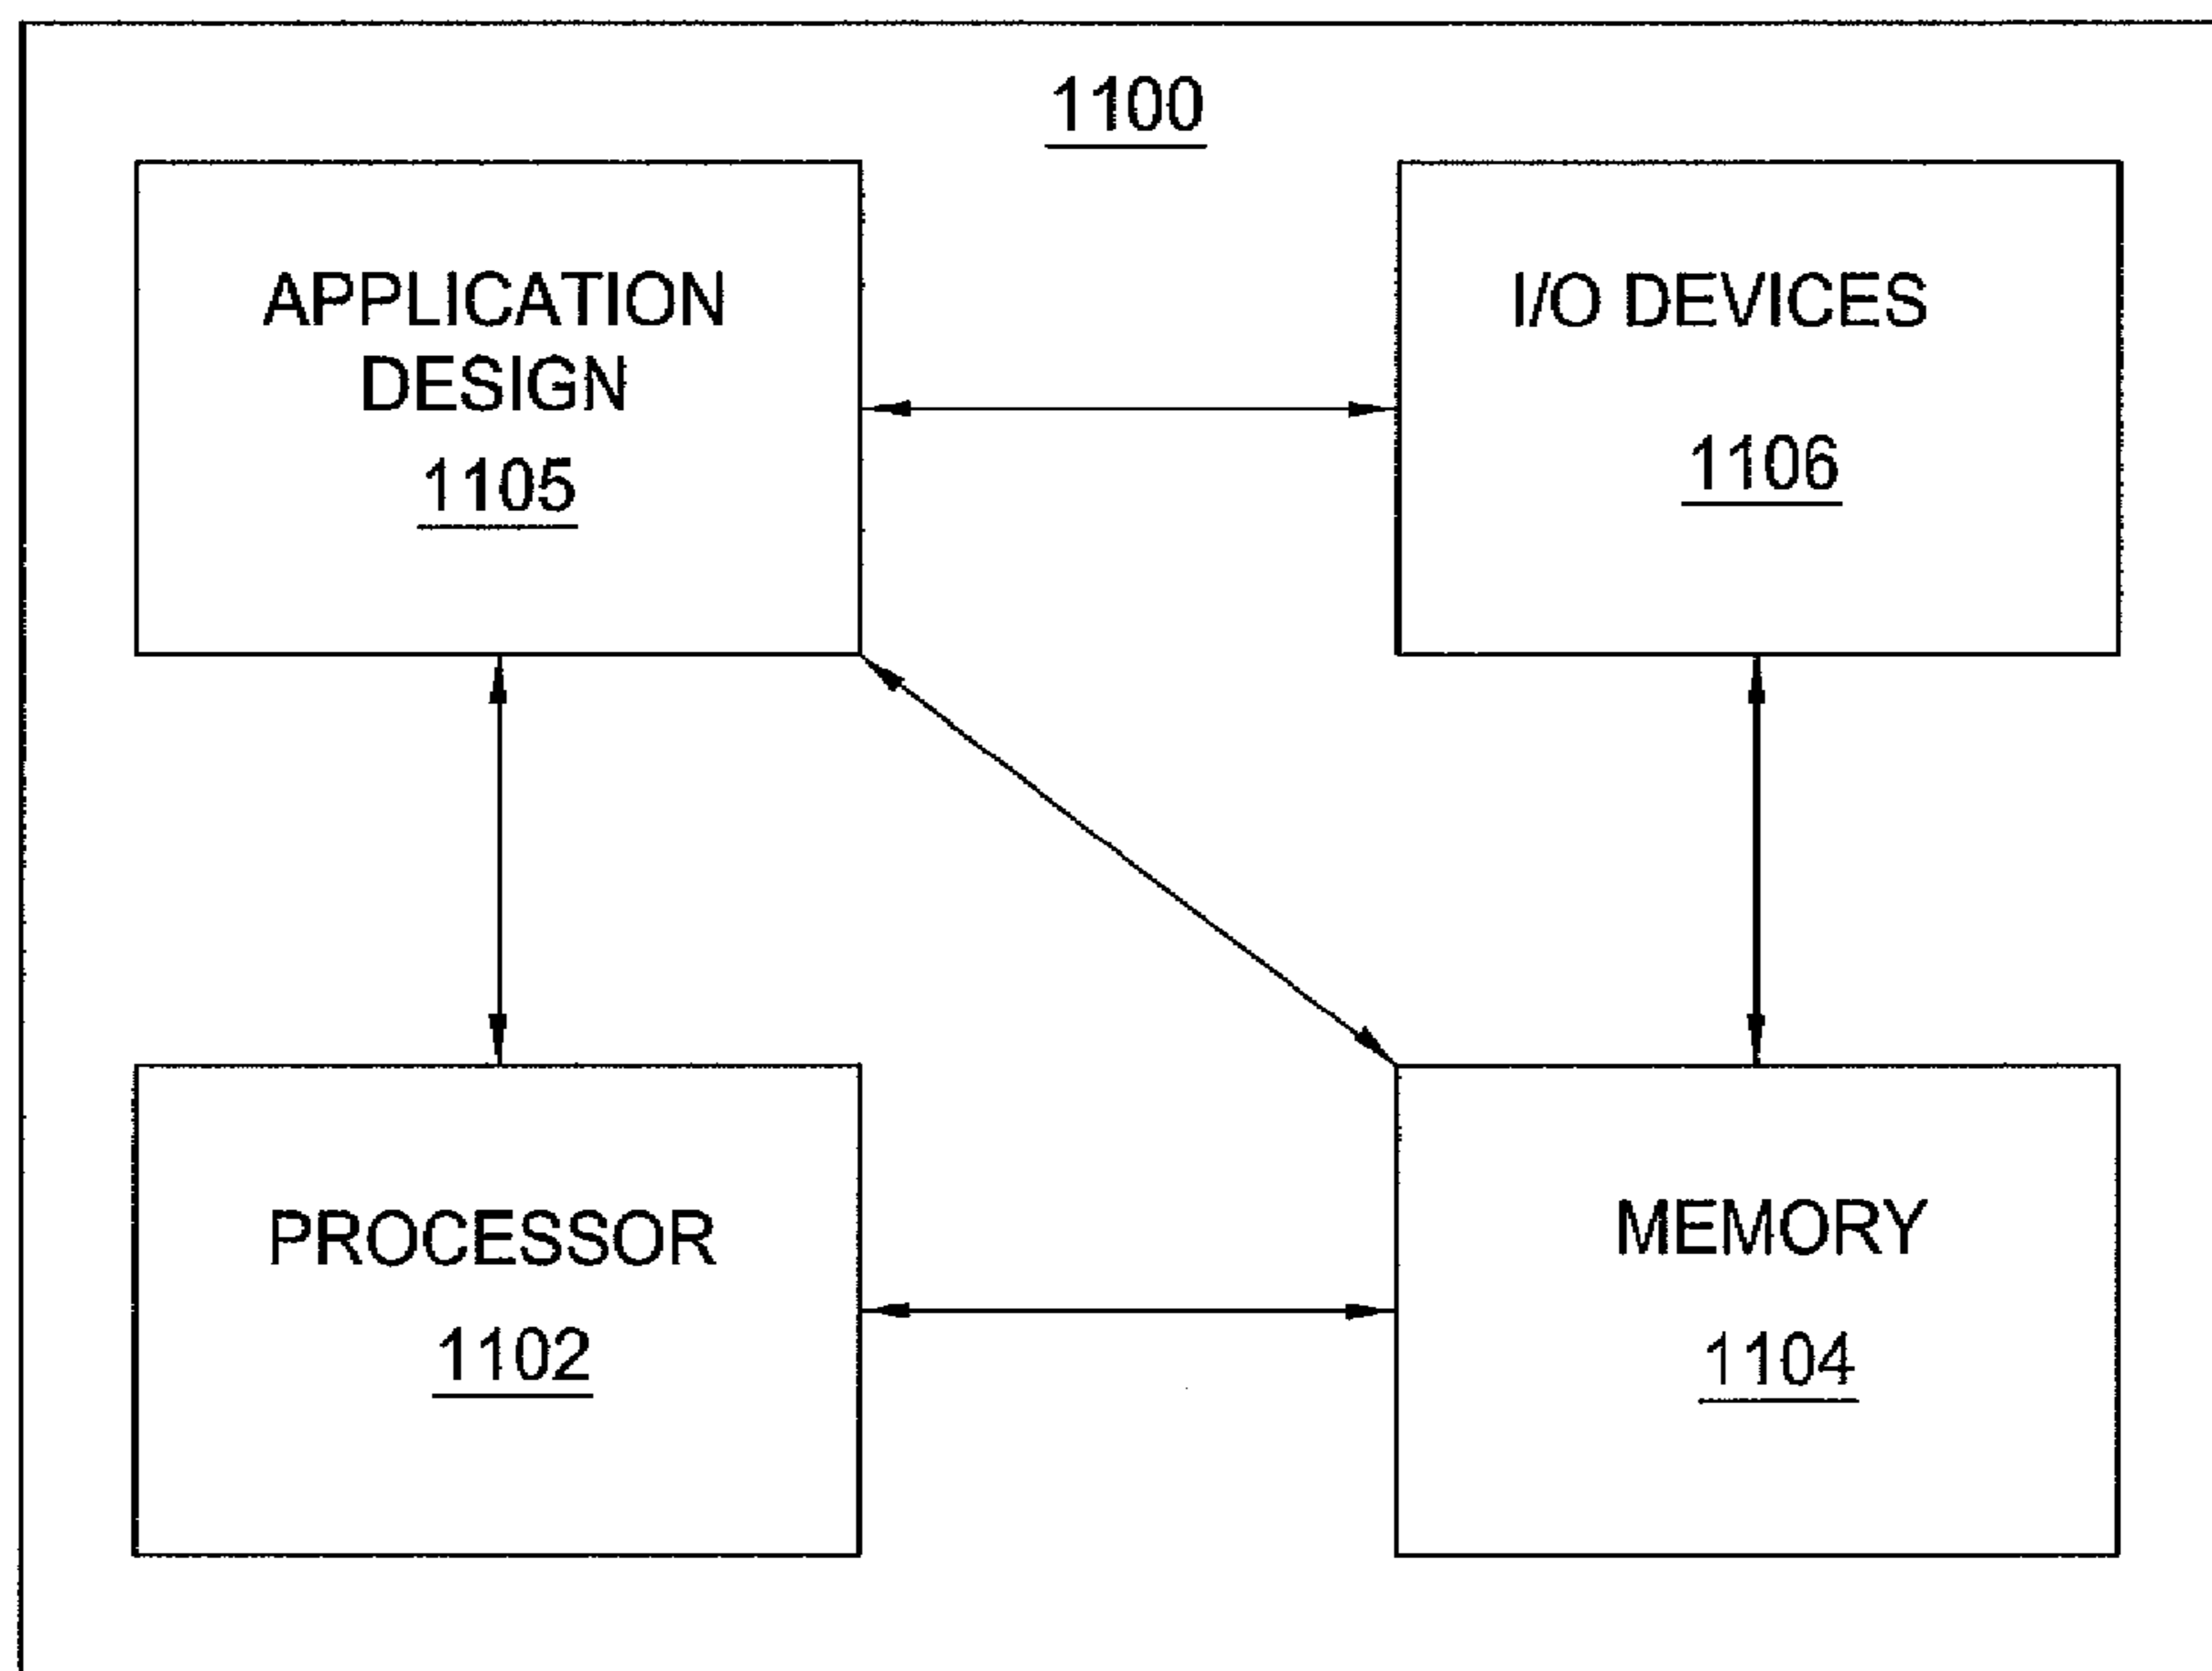 1100
APPLICATION
DESIGN
1105
I/O DEVICES
1106
PROCESSOR
1102
MEMORY
1104